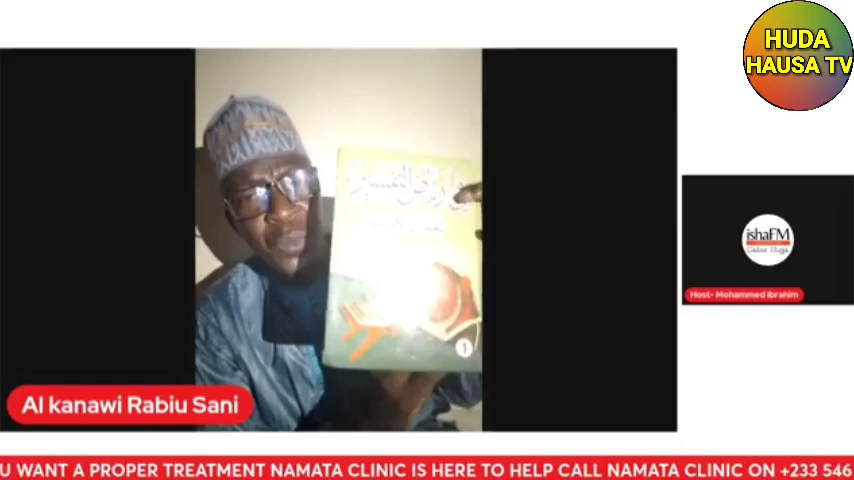 HUDA
HAUSA TV
ishaFM
Host- Mohammed Ibrahim
1
Al kanawi Rabiu Sani
U WANT A PROPER TREATMENT NAMATA CLINIC IS HERE TO HELP CALL NAMATA CLINIC ON +233 546